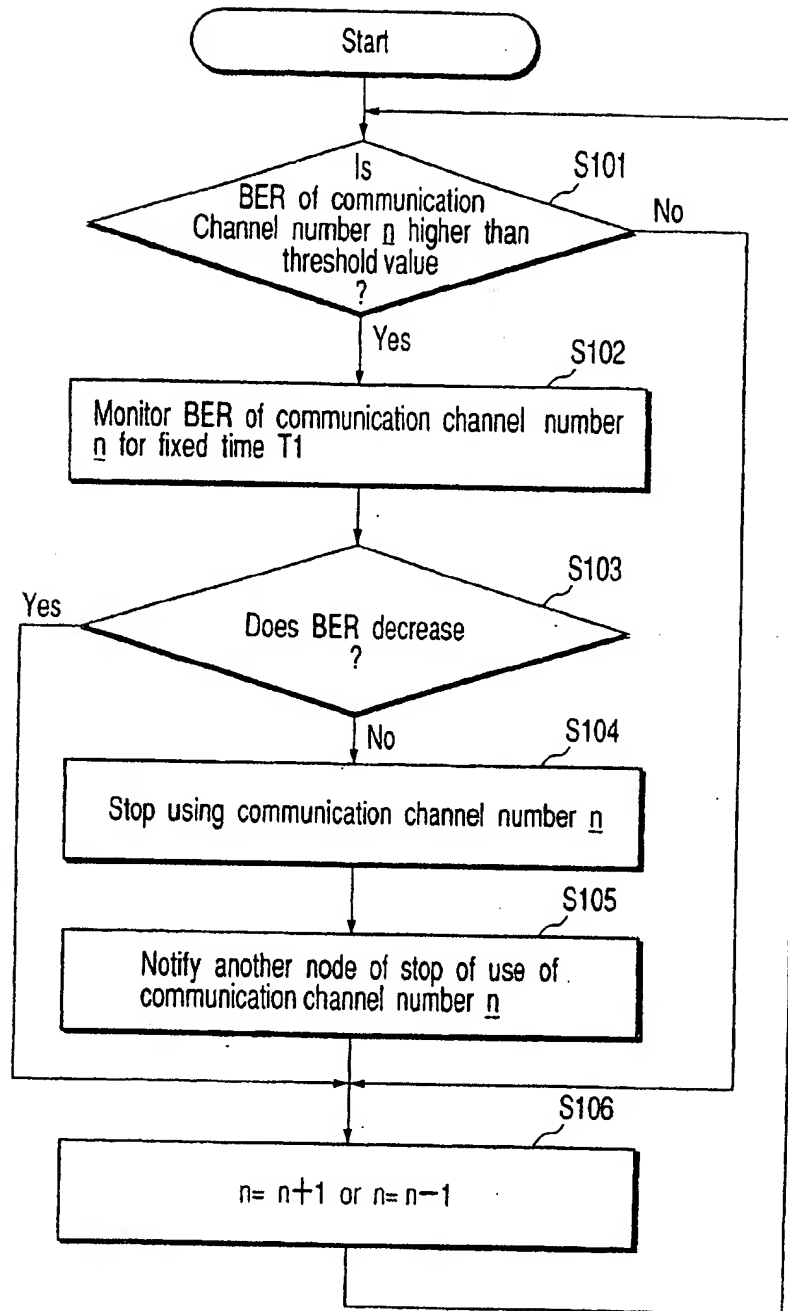 Start
Is
BER of communication
Channel number n higher than
threshold value
?
S101
No
Yes
S102
Monitor BER of communication channel number
n for fixed time T1
S103
Yes
Does BER decrease
?
No
S104
Stop using communication channel number n
S105
Notify another node of stop of use of
communication channel number n
S106
n= n+1 or n= n-1